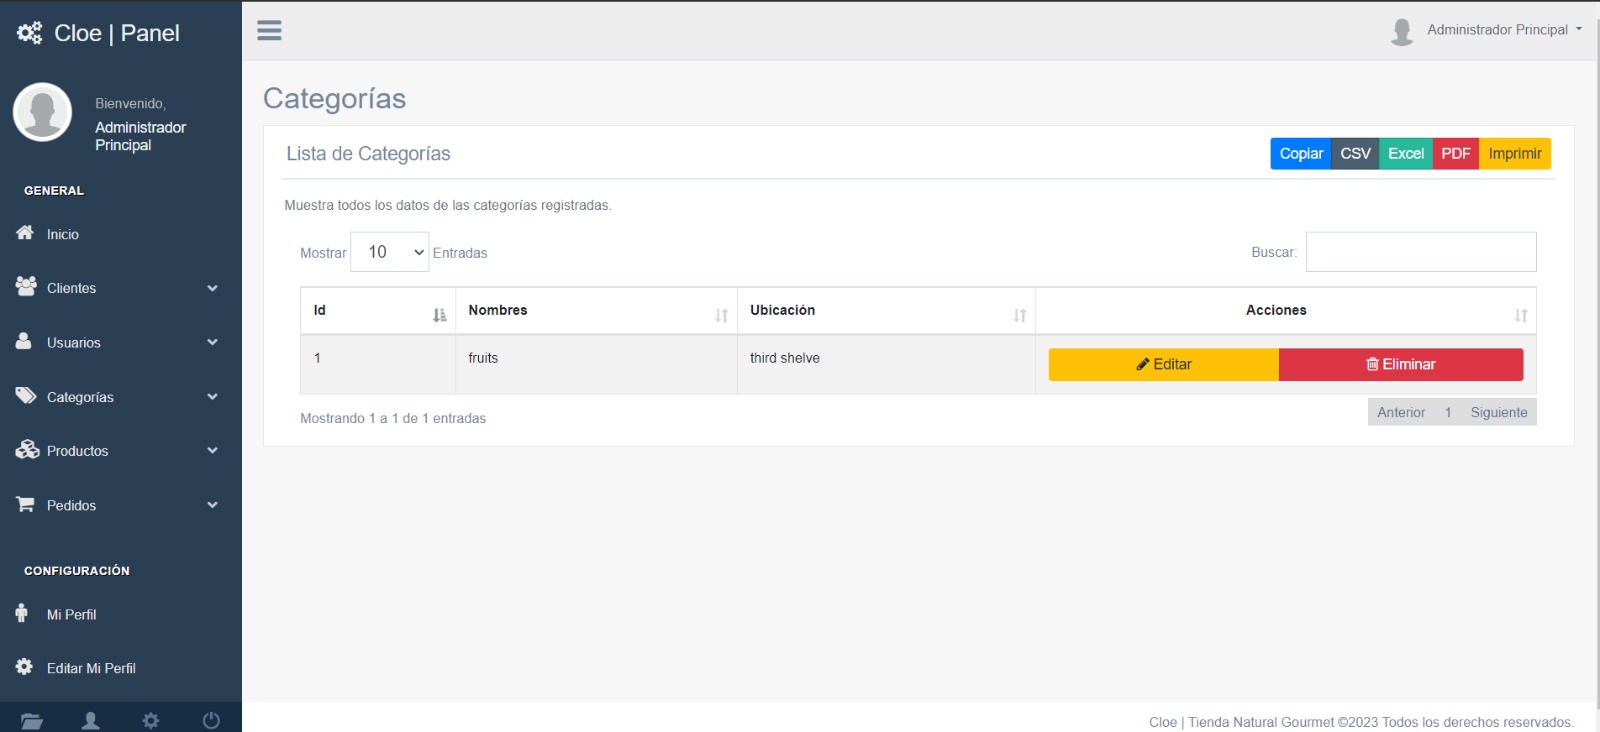 Cloe | Panel
Administrador Principal
Bienvenido,
Administrador
Principal
GENERAL
Inicio
Clientes
Usuarios
Categorías
Productos
Pedidos
CONFIGURACIÓN
Mi Perfil
Editar Mi Perfil
Categorías
Lista de Categorías
Copiar CSV Excel PDF Imprimir
Muestra todos los datos de las categorías registradas.
Mostrar 10 Entradas
Buscar:
Id Nombres Ubicación Acciones
1 fruits third shelve Editar Eliminar
Mostrando 1 a 1 de 1 entradas
Anterior 1 Siguiente
Cloe | Tienda Natural Gourmet ©2023 Todos los derechos reservados.